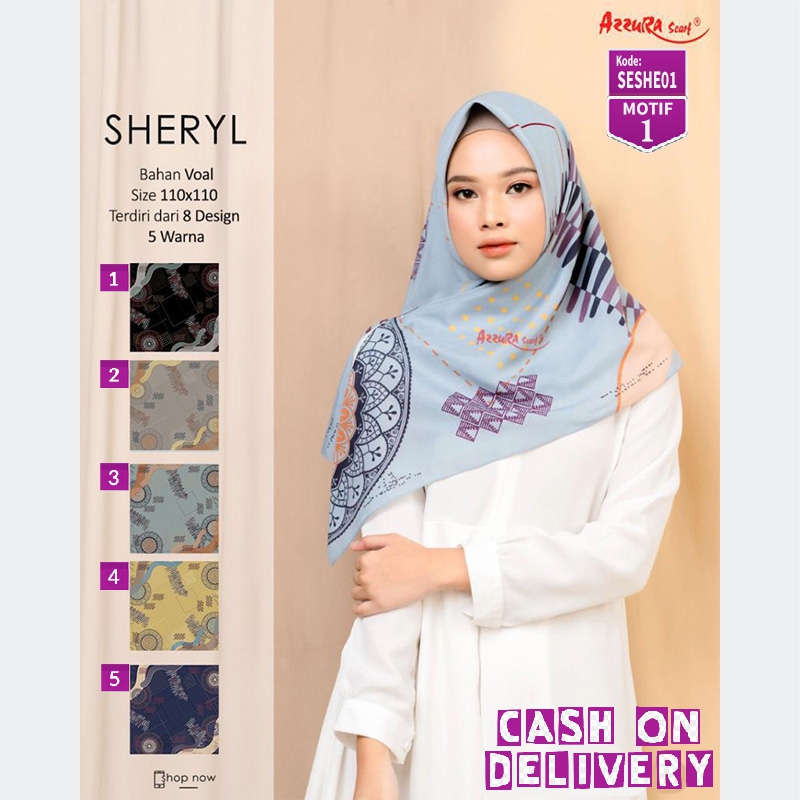 AzzuRA Scarf®
Kode:
SESHE01
MOTIF
1
SHERYL
Bahan Voal
Size 110x110
Terdiri dari 8 Design
5 Warna
1
2
3
4
5
AzzuRA Scarf
shop now
CASH ON
DELIVERY